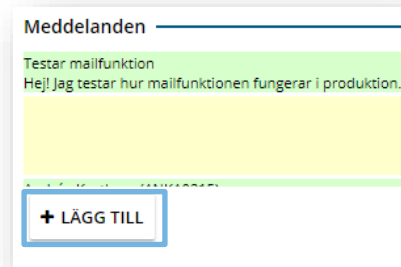 Meddelanden
Testar mailfunktion
Hej! Jag testar hur mailfunktionen fungerar i produktion.
+ LÄGG TILL